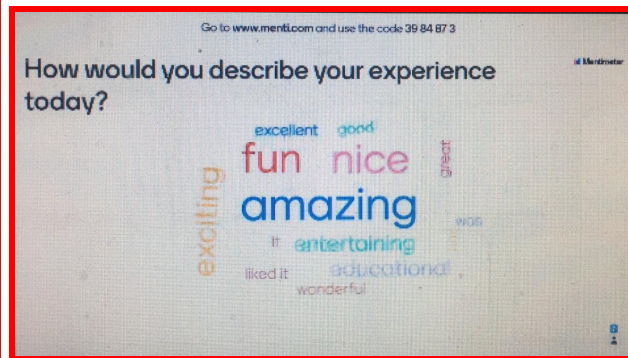 Go to www.menti.com and use the code 39 84 87 3
Mentimeter
How would you describe your experience
today?
excellent good
fun nice
great
exciting
amazing
was
it entertaining
liked it educational
wonderful